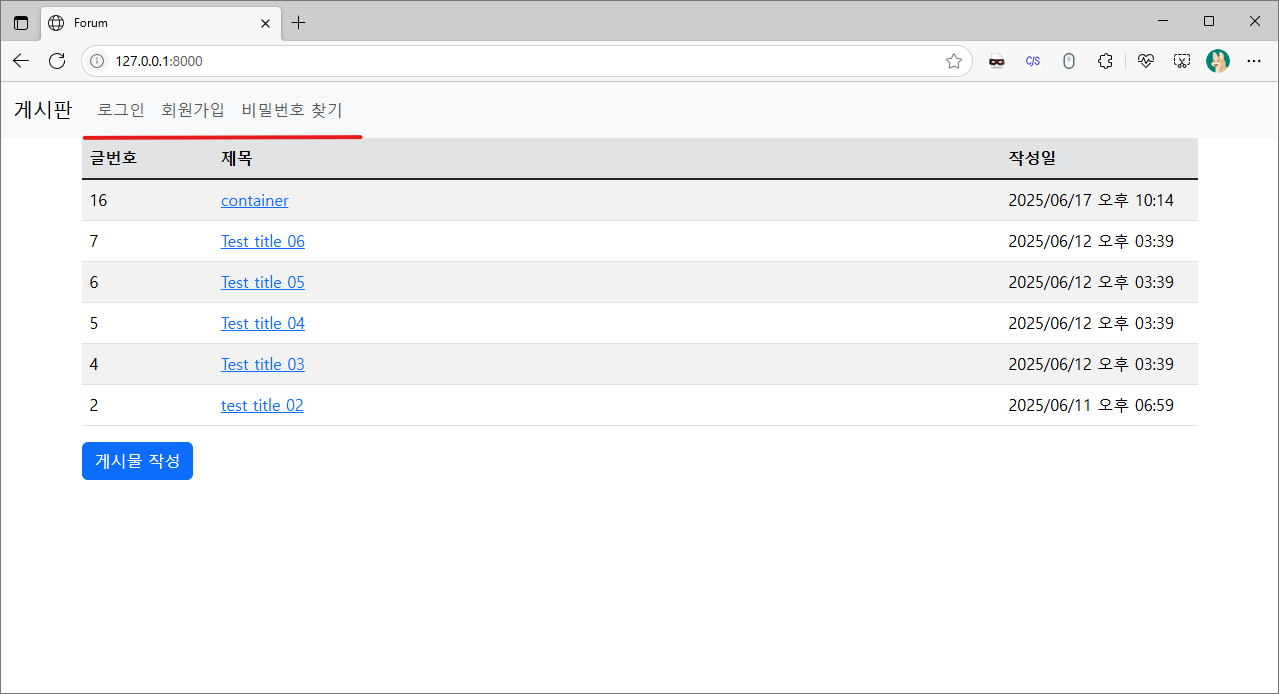 Forum
127.0.0.1:8000
C/S
게시판 로그인 회원가입 비밀번호 찾기
글번호 제목 작성일
16 container 2025/06/17 오후 10:14
7 Test title 06 2025/06/12 오후 03:39
6 Test title 05 2025/06/12 오후 03:39
5 Test title 04 2025/06/12 오후 03:39
4 Test title 03 2025/06/12 오후 03:39
2 test title 02 2025/06/11 오후 06:59
게시물 작성